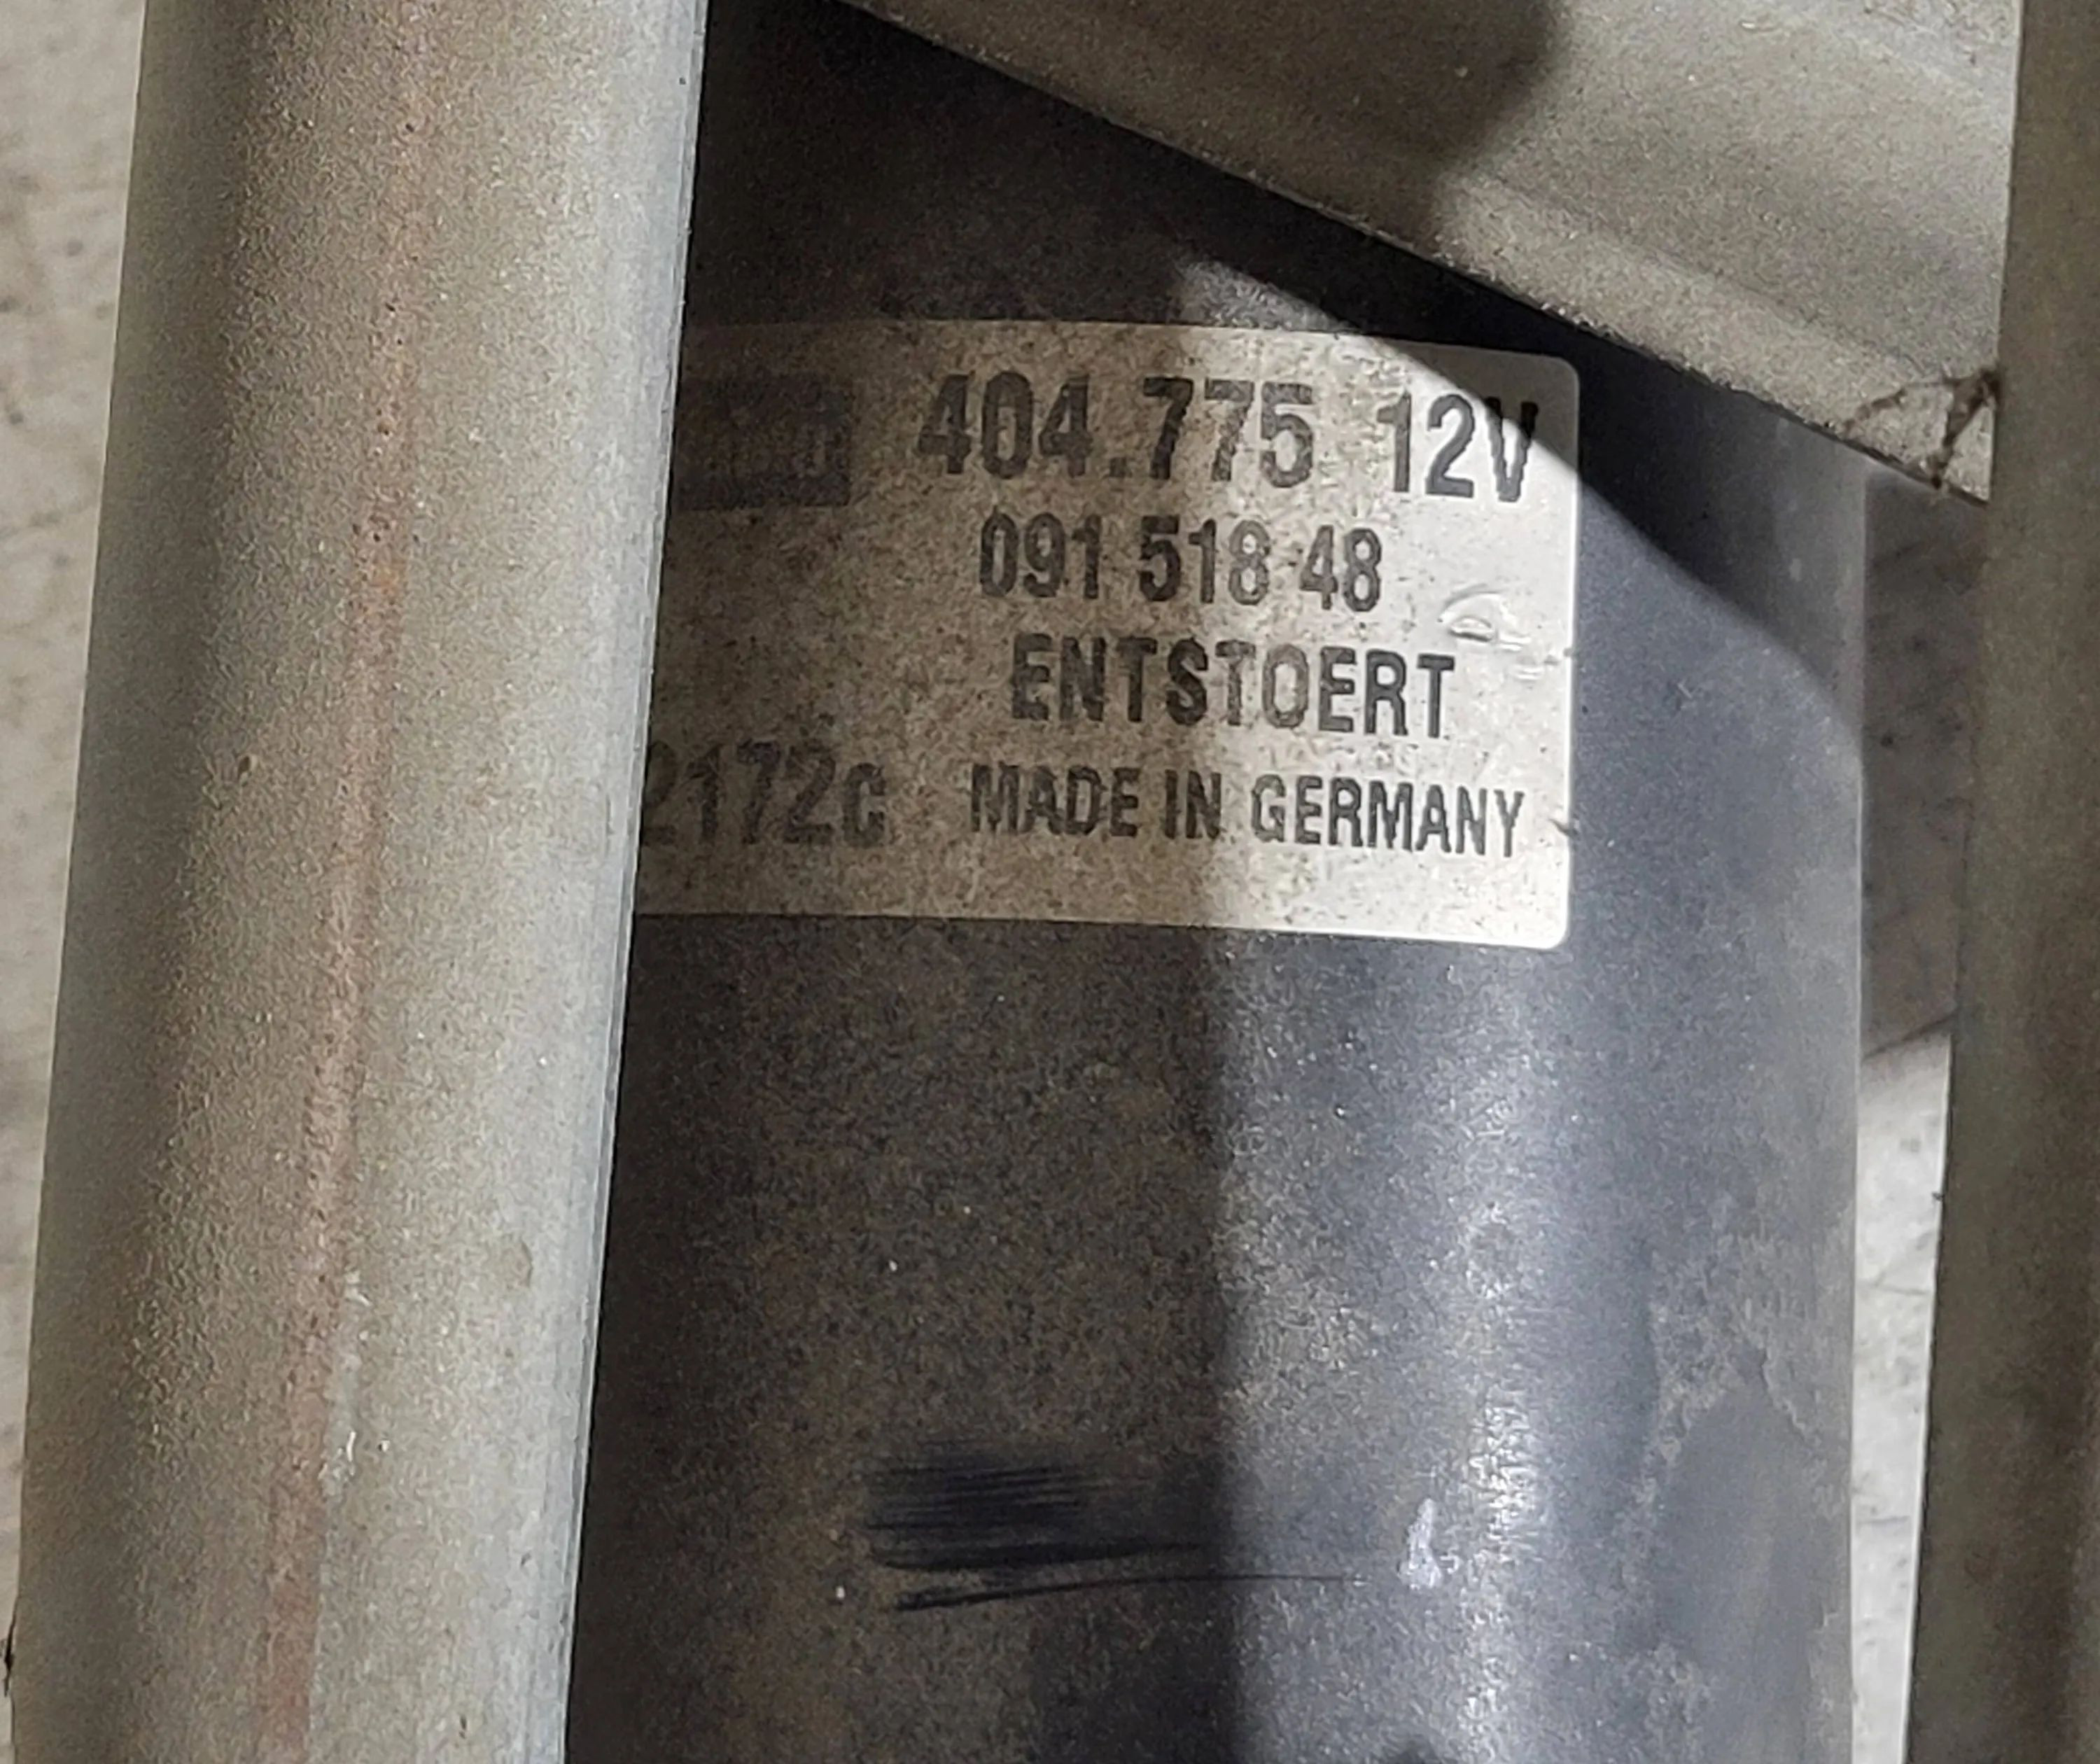 404.775 12V
091 518 48
ENTSTOERT
2172c MADE IN GERMANY